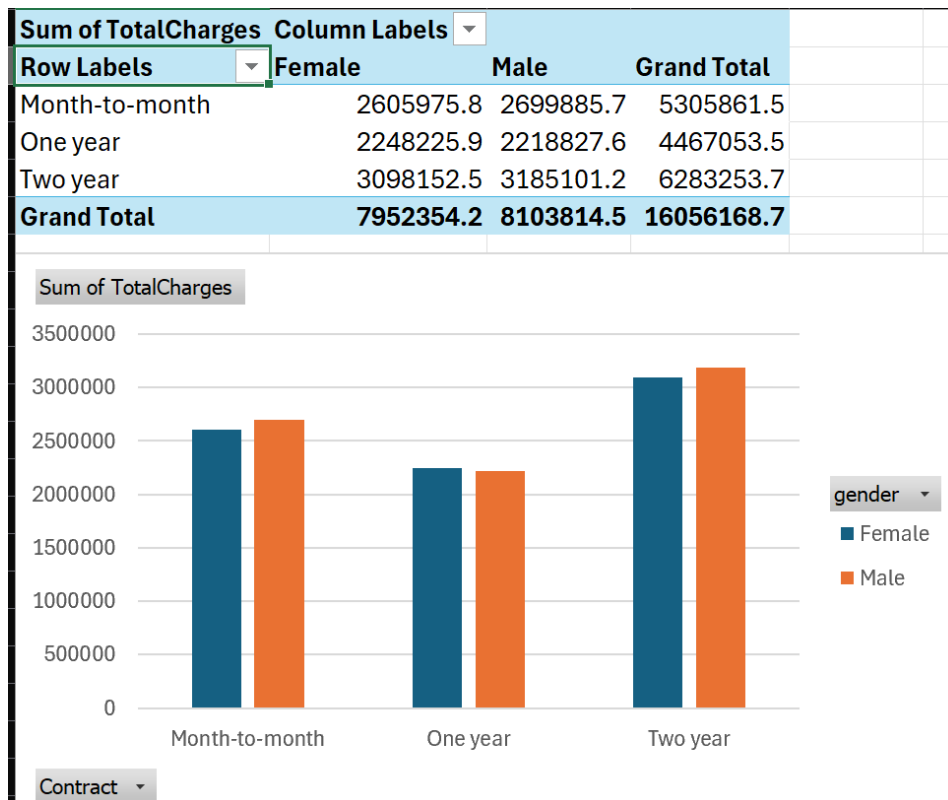 Sum of TotalCharges Column Labels
Row Labels Female Male Grand Total
Month-to-month 2605975.8 2699885.7 5305861.5
One year 2248225.9 2218827.6 4467053.5
Two year 3098152.5 3185101.2 6283253.7
Grand Total 7952354.2 8103814.5 16056168.7
Sum of TotalCharges
3500000
3000000
2500000
2000000
1500000
1000000
500000
0
Month-to-month One year Two year
gender
Female
Male
Contract